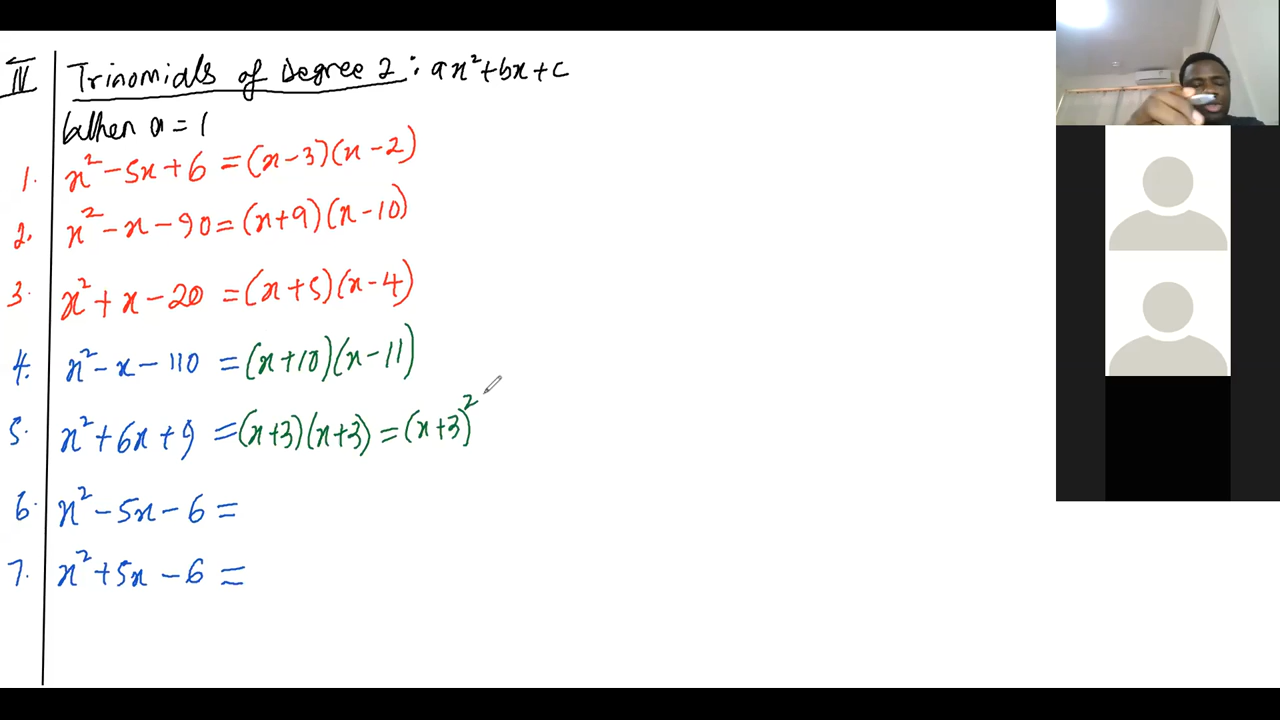 IV Trinomials of Degree 2: ax²+bx+c
When a = 1
1. x² - 5x + 6 = (x-3)(x-2)
2. x² - x - 90 = (x+9)(x-10)
3. x² + x - 20 = (x+5)(x-4)
4. x² - x - 110 = (x+10)(x-11)
5. x² + 6x + 9 = (x+3)(x+3) = (x+3)²
6. x² - 5x - 6 =
7. x² + 5x - 6 =